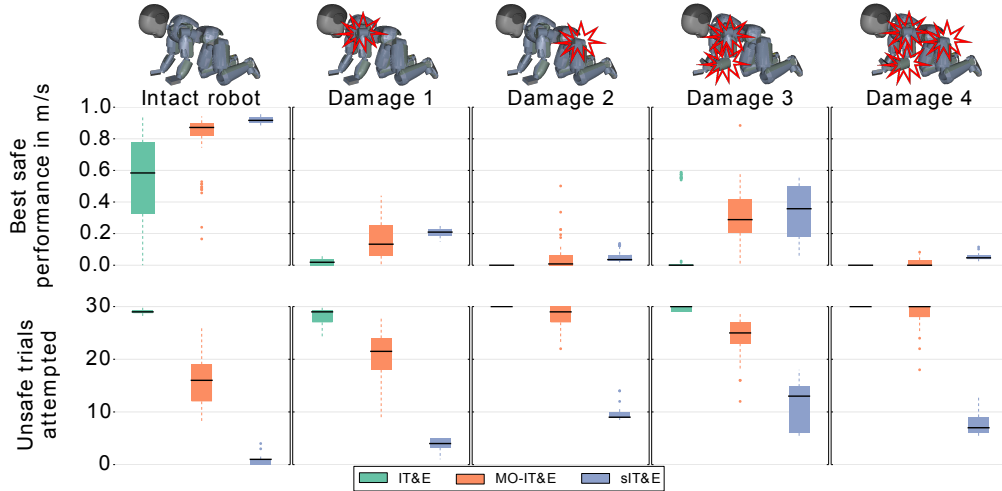 Intact robot Damage 1 Damage 2 Damage 3 Damage 4
Best safe
performance in m/s
1.0
0.8
0.6
0.4
0.2
0.0
Unsafe trials
attempted
30
20
10
0
IT&E MO-IT&E sIT&E